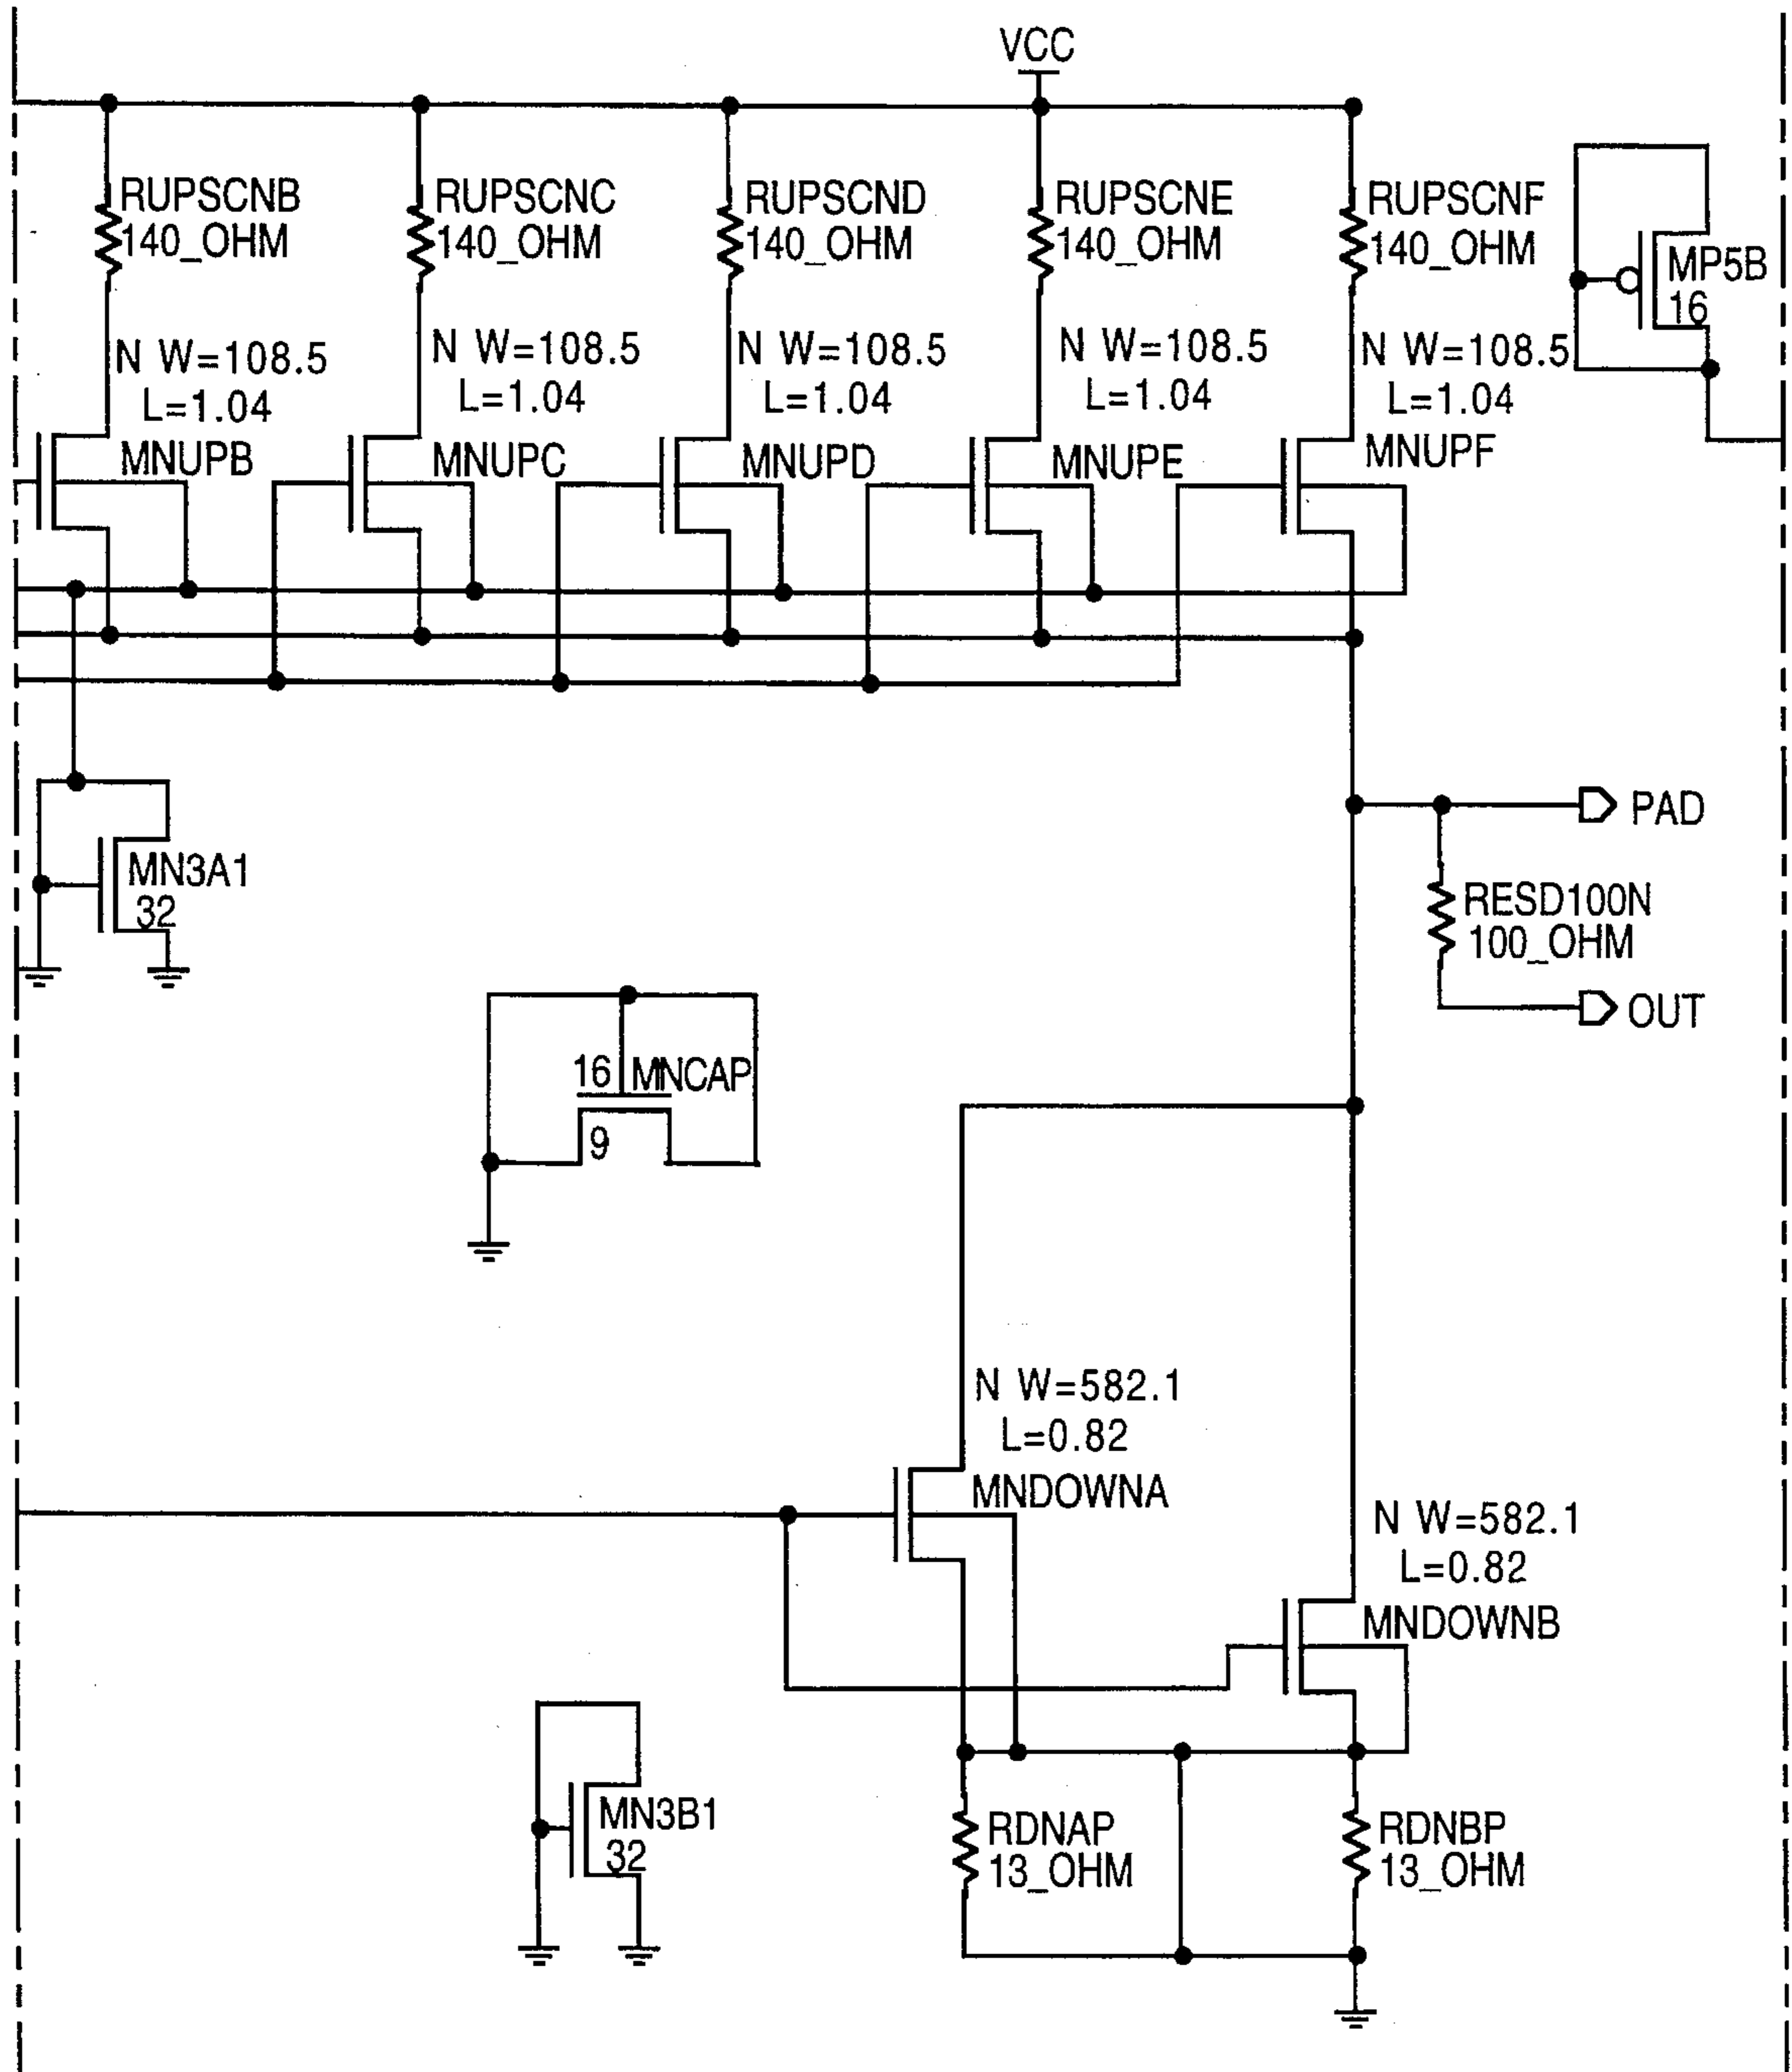 VCC
RUPSCNB
140_OHM
RUPSCNC
140_OHM
RUPSCND
140_OHM
RUPSCNE
140_OHM
RUPSCNF
140_OHM
MP5B
16
N W=108.5
L=1.04
MNUPB
N W=108.5
L=1.04
MNUPC
N W=108.5
L=1.04
MNUPD
N W=108.5
L=1.04
MNUPE
N W=108.5
L=1.04
MNUPF
PAD
MN3A1
32
RESD100N
100_OHM
OUT
16 MNCAP
9
N W=582.1
L=0.82
MNDOWNA
N W=582.1
L=0.82
MNDOWNB
MN3B1
32
RDNAP
13_OHM
RDNBP
13_OHM